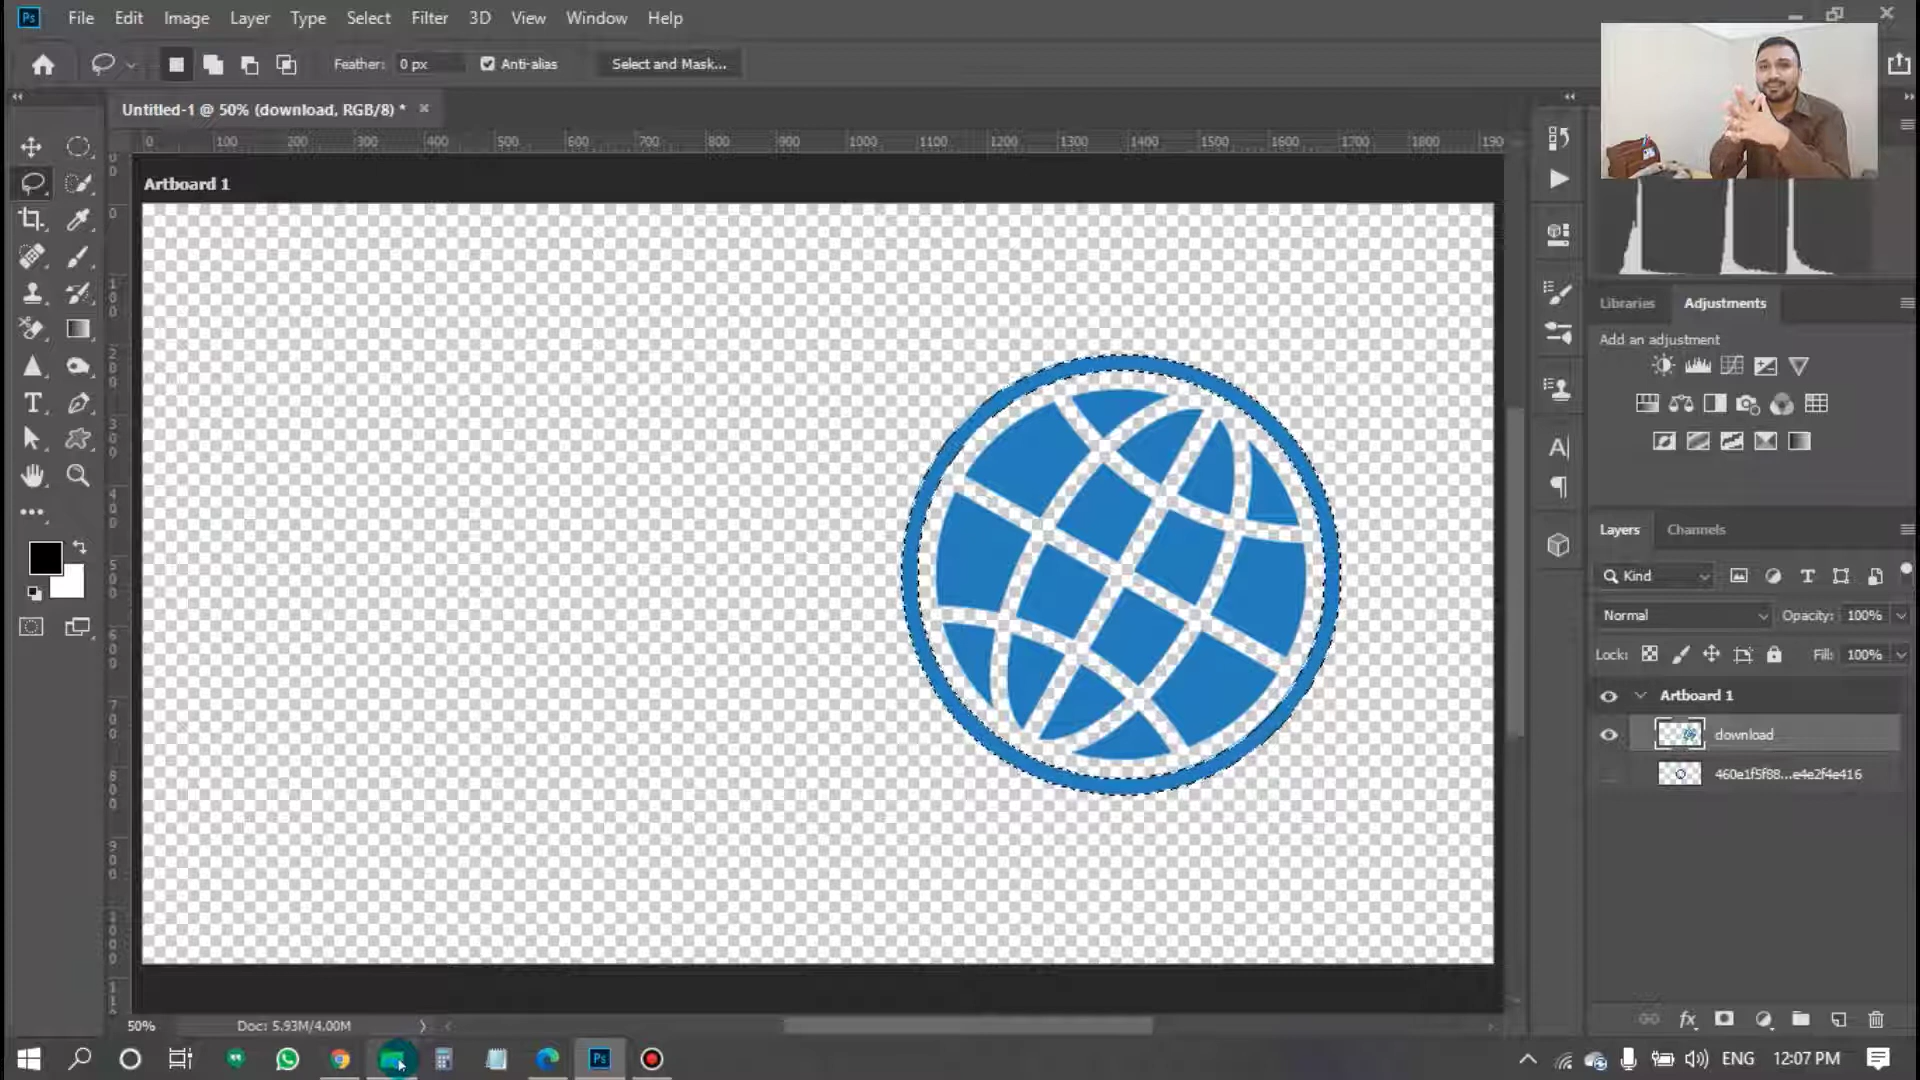 Ps File Edit Image Layer Type Select Filter 3D View Window Help
Feather: 0 px Anti-alias Select and Mask...
Untitled-1 @ 50% (download, RGB/8) *
0 100 200 300 400 500 600 700 800 900 1000 1100 1200 1300 1400 1500 1600 1700 1800 190
Artboard 1
Libraries Adjustments
Add an adjustment
Layers Channels
Kind
Normal Opacity: 100%
Lock: Fill: 100%
Artboard 1
download
460e1f5f88...e4e2f4e416
50% Doc: 5.93M/4.00M
Ps ENG 12:07 PM